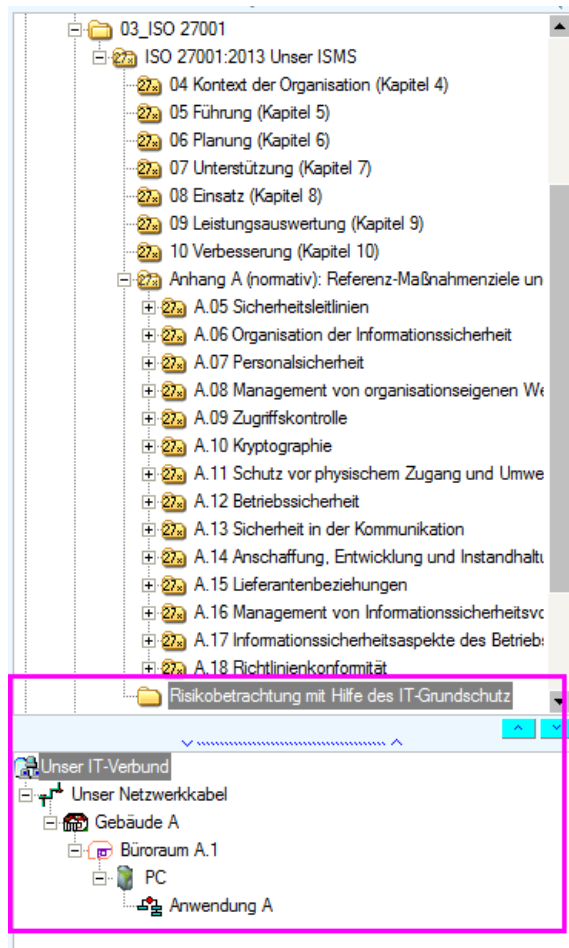 03_ISO 27001
ISO 27001:2013 Unser ISMS
04 Kontext der Organisation (Kapitel 4)
05 Führung (Kapitel 5)
06 Planung (Kapitel 6)
07 Unterstützung (Kapitel 7)
08 Einsatz (Kapitel 8)
09 Leistungsauswertung (Kapitel 9)
10 Verbesserung (Kapitel 10)
Anhang A (normativ): Referenz-Maßnahmenziele un
A.05 Sicherheitsleitlinien
A.06 Organisation der Informationssicherheit
A.07 Personalsicherheit
A.08 Management von organisationseigenen We
A.09 Zugriffskontrolle
A.10 Kryptographie
A.11 Schutz vor physischem Zugang und Umwe
A.12 Betriebssicherheit
A.13 Sicherheit in der Kommunikation
A.14 Anschaffung, Entwicklung und Instandhaltu
A.15 Lieferantenbeziehungen
A.16 Management von Informationssicherheitsvo
A.17 Informationssicherheitsaspekte des Betriebs
A.18 Richtlinienkonformität
Risikobetrachtung mit Hilfe des IT-Grundschutz
Unser IT-Verbund
Unser Netzwerkkabel
Gebäude A
Büroraum A.1
PC
Anwendung A